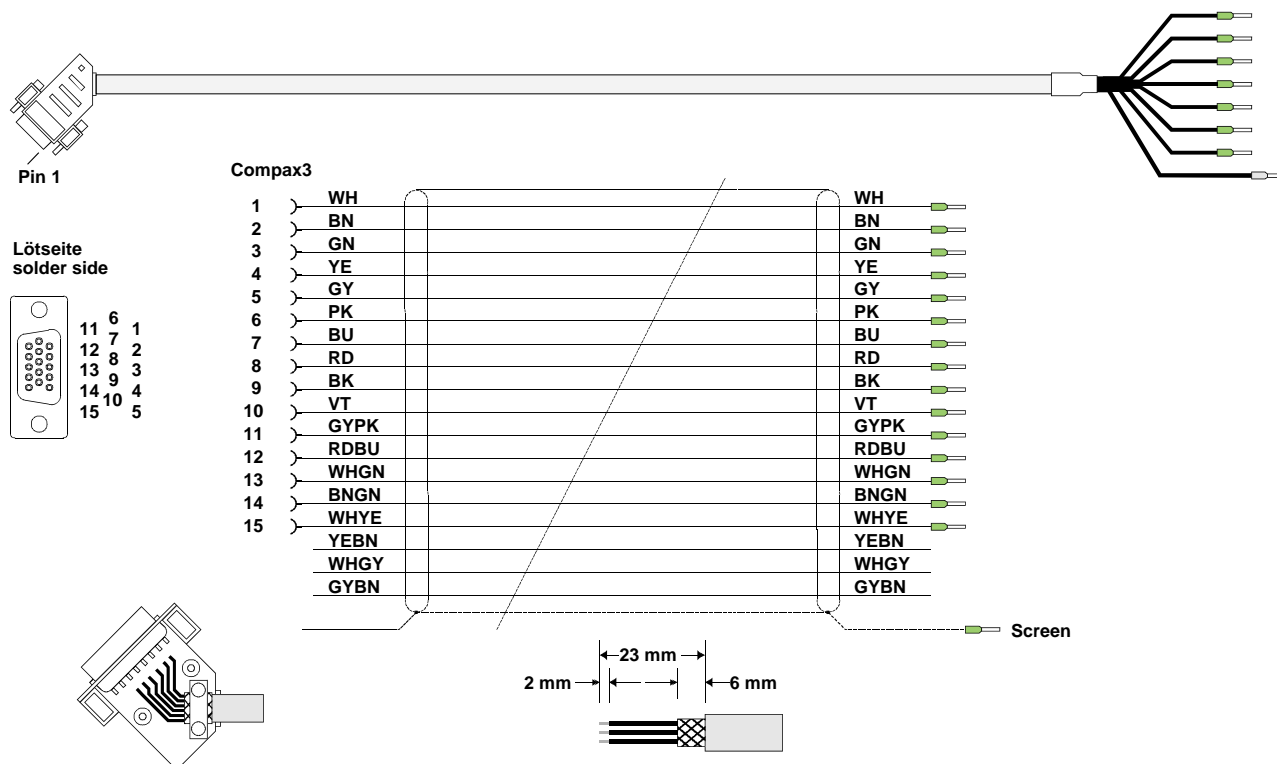 Pin 1
Compax3
Lötseite
solder side
6
11 1
7
12 2
8
13 3
9
14 4
10
15 5
1 WH WH
2 BN BN
3 GN GN
4 YE YE
5 GY GY
6 PK PK
7 BU BU
8 RD RD
9 BK BK
10 VT VT
11 GYPK GYPK
12 RDBU RDBU
13 WHGN WHGN
14 BNGN BNGN
15 WHYE WHYE
YEBN YEBN
WHGY WHGY
GYBN GYBN
Screen
23 mm
2 mm 6 mm